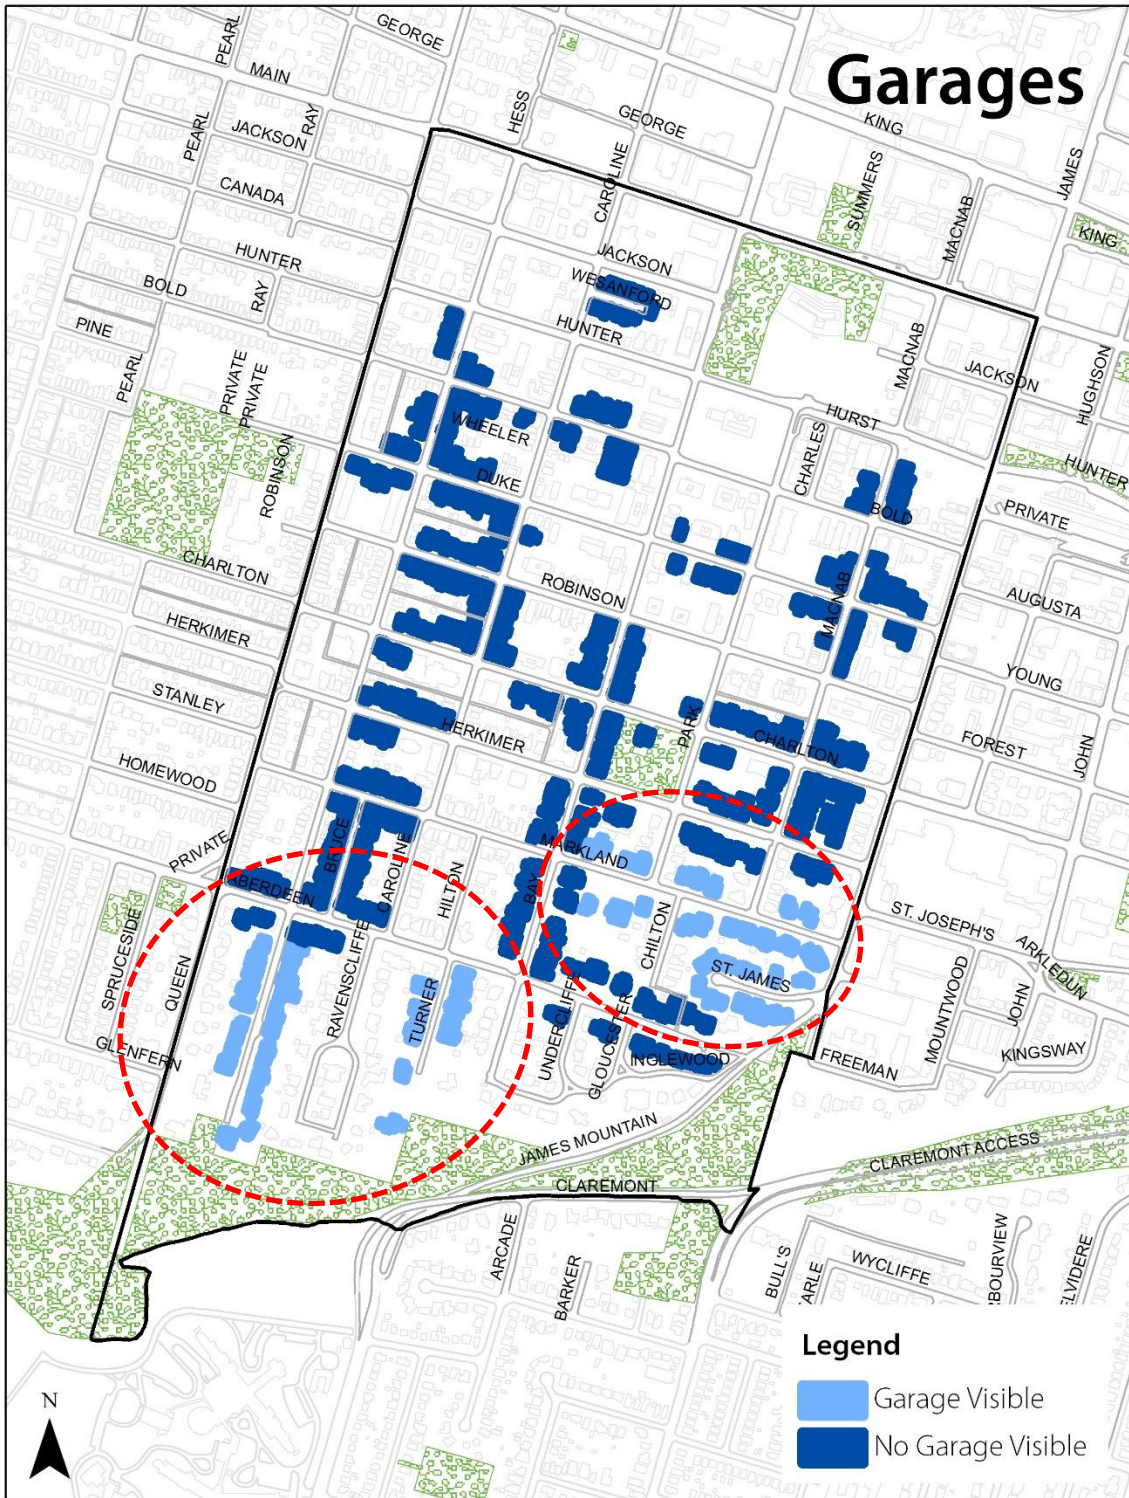 Garages
PEARL
GEORGE
MAIN
HESS
GEORGE
KING
RAY
PEARL
JACKSON
CAROLINE
SUMMERS
JAMES
MACNAB
CANADA
KING
HUNTER
JACKSON
BOLD
RAY
WESANFORD
HUNTER
PINE
MACNAB
JACKSON
HUGHSON
PEARL
PRIVATE
PRIVATE
HURST
WHEELER
CHARLES
HUNTER
ROBINSON
DUKE
BOLD
PRIVATE
CHARLTON
ROBINSON
MACNAB
AUGUSTA
HERKIMER
YOUNG
STANLEY
PARK
HERKIMER
CHARLTON
FOREST
JOHN
HOMEWOOD
PRIVATE
BRUCE
CAROLINE
MARKLAND
HILTON
ABERDEEN
BAY
ST. JOSEPH'S
CHILTON
SPRUCESIDE
QUEEN
RAVENSCLIFFE
ST. JAMES
ARKLEDUN
MOUNTWOOD
JOHN
TURNER
UNDERCLIFFE
GLOUCESTER
GLENFERN
INGLEWOOD
FREEMAN
KINGSWAY
JAMES MOUNTAIN
CLAREMONT ACCESS
CLAREMONT
ARCADE
BARKER
BULL'S
WYCLIFFE
Legend
Garage Visible
No Garage Visible
N